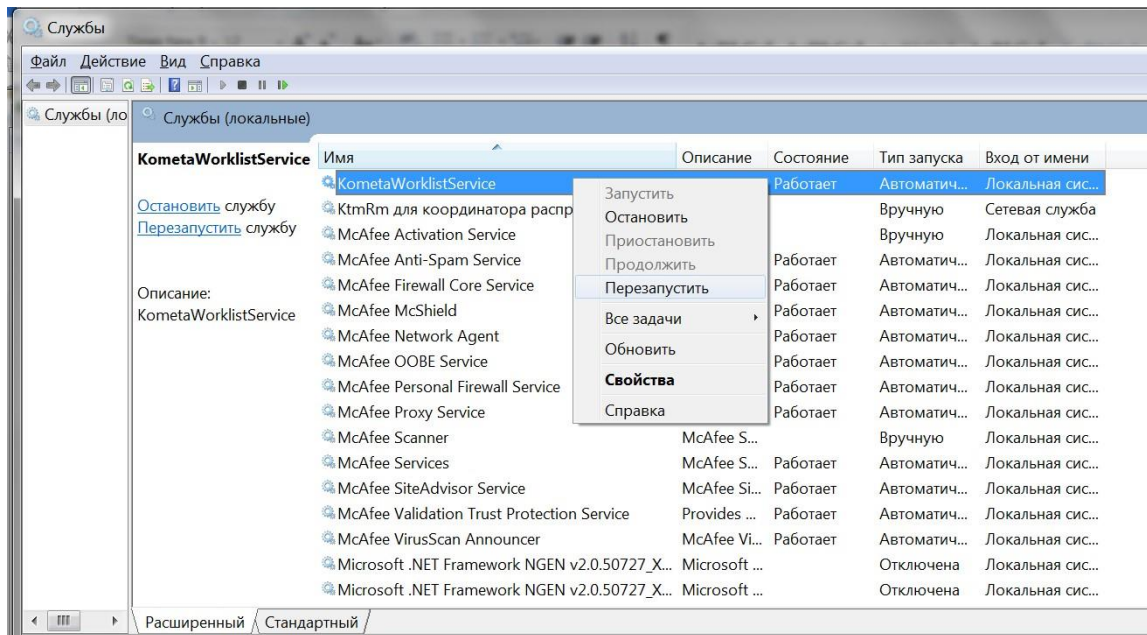 Службы
Файл Действие Вид Справка
Службы (ло
Службы (локальные)
KometaWorklistService
Остановить службу
Перезапустить службу
Описание:
KometaWorklistService
Имя Описание Состояние Тип запуска Вход от имени
KometaWorklistService Работает Автоматич... Локальная сис...
KtmRm для координатора распр Вручную Сетевая служба
McAfee Activation Service Вручную Локальная сис...
McAfee Anti-Spam Service Работает Автоматич... Локальная сис...
McAfee Firewall Core Service Работает Автоматич... Локальная сис...
McAfee McShield Работает Автоматич... Локальная сис...
McAfee Network Agent Работает Автоматич... Локальная сис...
McAfee OOBE Service Работает Автоматич... Локальная сис...
McAfee Personal Firewall Service Работает Автоматич... Локальная сис...
McAfee Proxy Service Работает Автоматич... Локальная сис...
McAfee Scanner McAfee S... Вручную Локальная сис...
McAfee Services McAfee S... Работает Автоматич... Локальная сис...
McAfee SiteAdvisor Service McAfee Si... Работает Автоматич... Локальная сис...
McAfee Validation Trust Protection Service Provides ... Работает Автоматич... Локальная сис...
McAfee VirusScan Announcer McAfee Vi... Работает Автоматич... Локальная сис...
Microsoft .NET Framework NGEN v2.0.50727_X... Microsoft ... Отключена Локальная сис...
Microsoft .NET Framework NGEN v2.0.50727_X... Microsoft ... Отключена Локальная сис...
Запустить
Остановить
Приостановить
Продолжить
Перезапустить
Все задачи
Обновить
Свойства
Справка
Расширенный Стандартный